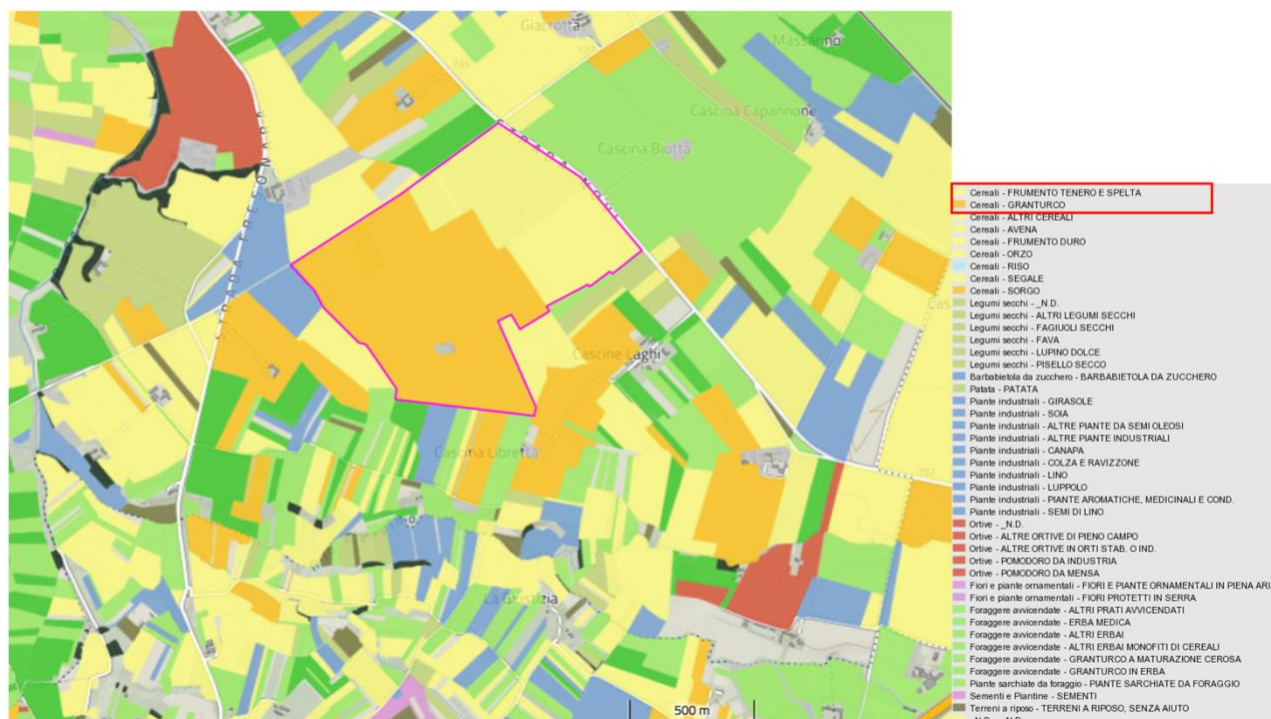 Giacrotta
Massarino
Cascina Capannone
Cascina Biotta
STRADA NOVA
STRADA FREEOMARK
Cascine Laghi
Cascina Libretta
La Giustizia
192
500 m
Cereali - FRUMENTO TENERO E SPELTA
Cereali - GRANTURCO
Cereali - ALTRI CEREALI
Cereali - AVENA
Cereali - FRUMENTO DURO
Cereali - ORZO
Cereali - RISO
Cereali - SEGALE
Cereali - SORGO
Legumi secchi - _N.D.
Legumi secchi - ALTRI LEGUMI SECCHI
Legumi secchi - FAGIUOLI SECCHI
Legumi secchi - FAVA
Legumi secchi - LUPINO DOLCE
Legumi secchi - PISELLO SECCO
Barbabietola da zucchero - BARBABIETOLA DA ZUCCHERO
Patata - PATATA
Piante industriali - GIRASOLE
Piante industriali - SOIA
Piante industriali - ALTRE PIANTE DA SEMI OLEOSI
Piante industriali - ALTRE PIANTE INDUSTRIALI
Piante industriali - CANAPA
Piante industriali - COLZA E RAVIZZONE
Piante industriali - LINO
Piante industriali - LUPPOLO
Piante industriali - PIANTE AROMATICHE, MEDICINALI E COND.
Piante industriali - SEMI DI LINO
Ortive - _N.D.
Ortive - ALTRE ORTIVE DI PIENO CAMPO
Ortive - ALTRE ORTIVE IN ORTI STAB. O IND.
Ortive - POMODORO DA INDUSTRIA
Ortive - POMODORO DA MENSA
Fiori e piante ornamentali - FIORI E PIANTE ORNAMENTALI IN PIENA ARI
Fiori e piante ornamentali - FIORI PROTETTI IN SERRA
Foraggere avvicendate - ALTRI PRATI AVVICENDATI
Foraggere avvicendate - ERBA MEDICA
Foraggere avvicendate - ALTRI ERBAI
Foraggere avvicendate - ALTRI ERBAI MONOFITI DI CEREALI
Foraggere avvicendate - GRANTURCO A MATURAZIONE CEROSA
Foraggere avvicendate - GRANTURCO IN ERBA
Piante sarchiate da foraggio - PIANTE SARCHIATE DA FORAGGIO
Sementi e Piantine - SEMENTI
Terreni a riposo - TERRENI A RIPOSO, SENZA AIUTO